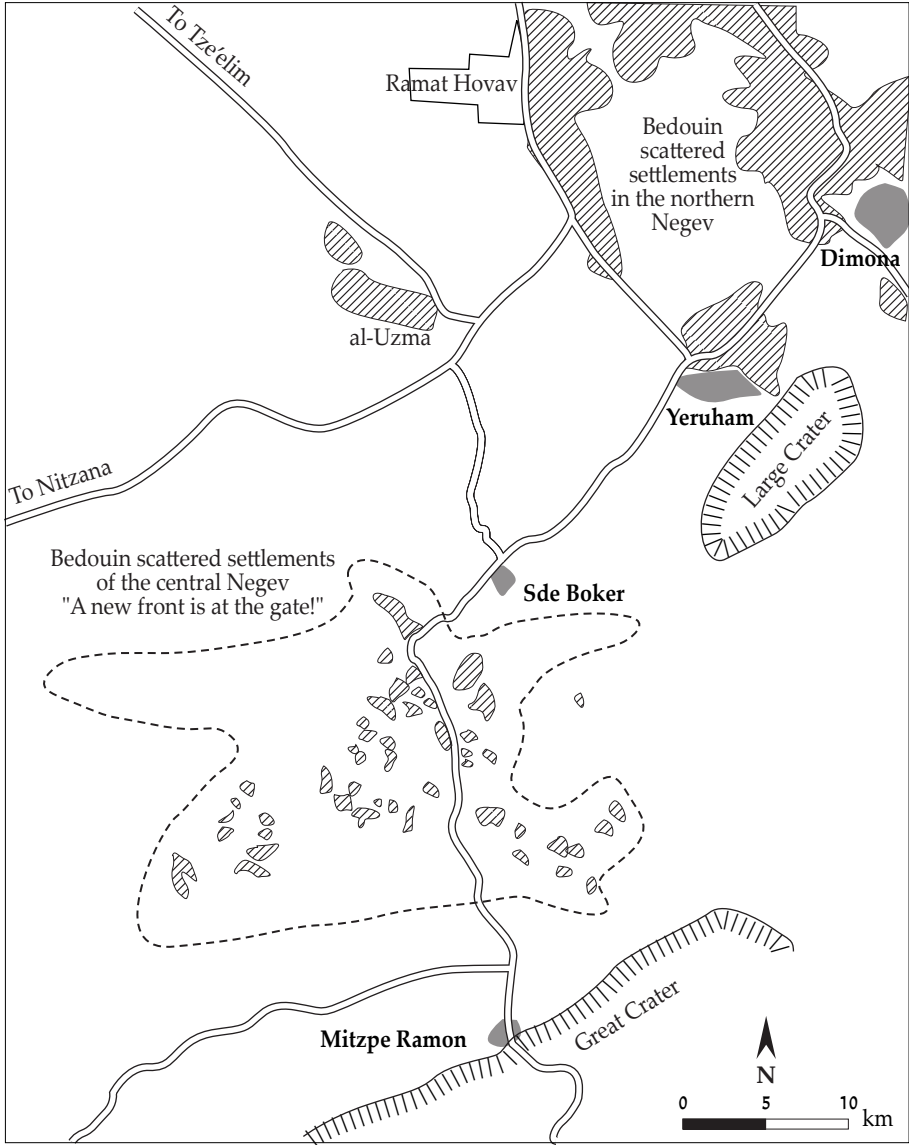 To Tze'elim
Ramat Hovav
Bedouin
scattered
settlements
in the northern
Negev
Dimona
al-Uzma
Yeruham
Large Crater
To Nitzana
Bedouin scattered settlements
of the central Negev
"A new front is at the gate!"
Sde Boker
Great Crater
Mitzpe Ramon
N
0 5 10
km